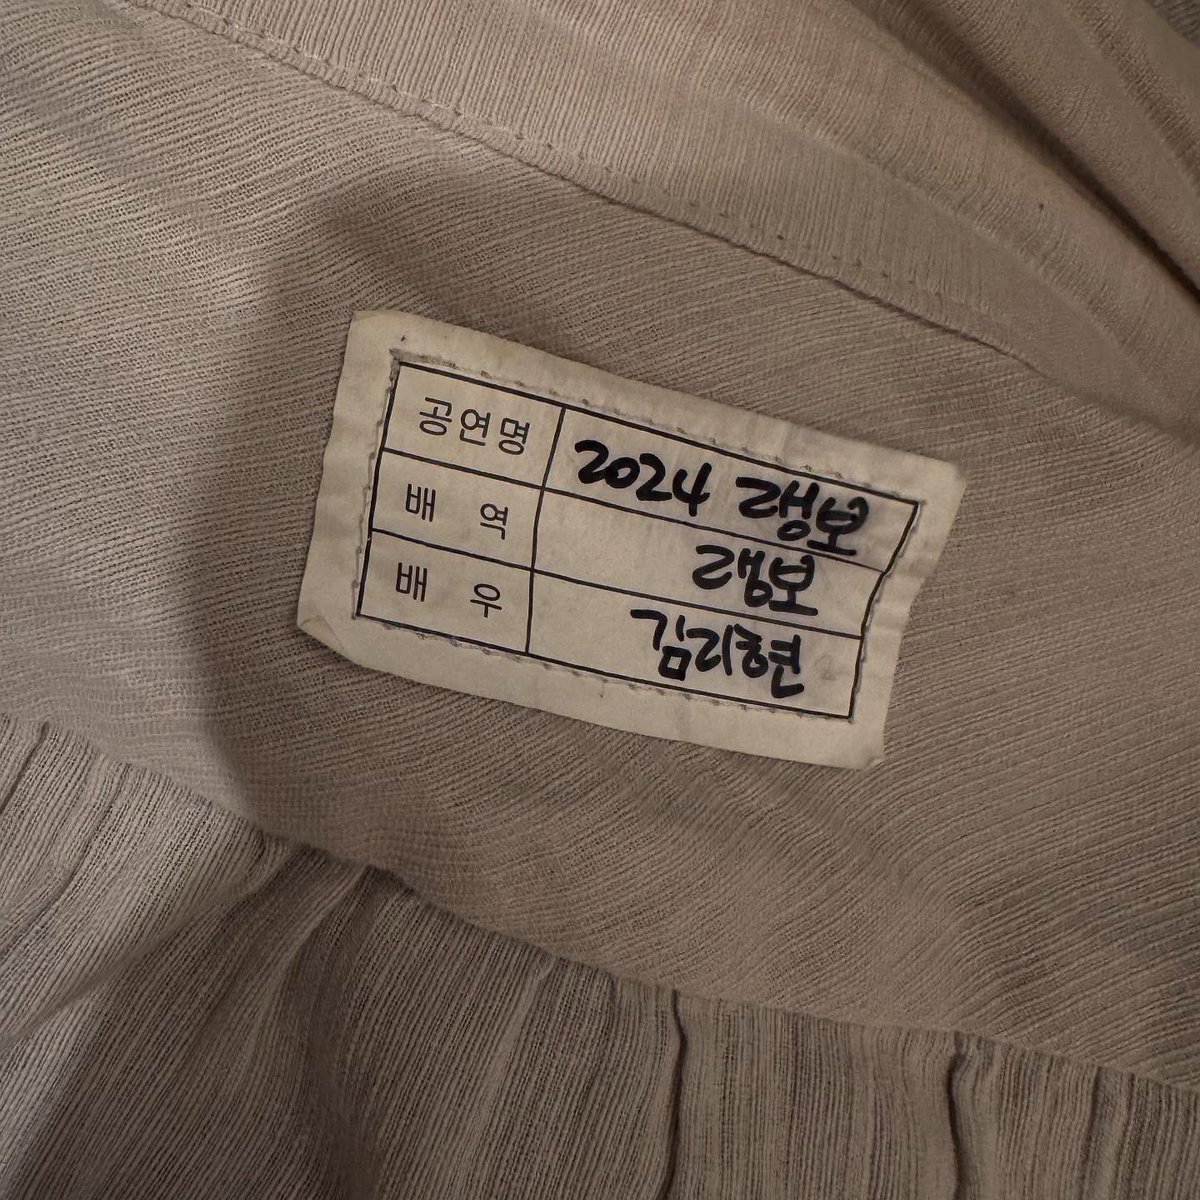 공연명 2024 랭보
배 역 랭보
배 우 김리현